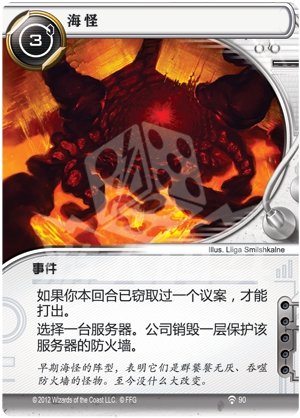 海怪
3
Illus. Liiga Smilshkalne
事件
如果你本回合已窃取过一个议案，才能
打出。
选择一台服务器。公司销毁一层保护该
服务器的防火墙。
早期海怪的阵型，表明它们是群饕餮无厌、吞噬
防火墙的怪物。至今没什么太改变。
©2012 Wizards of the Coast LLC. © FFG
90